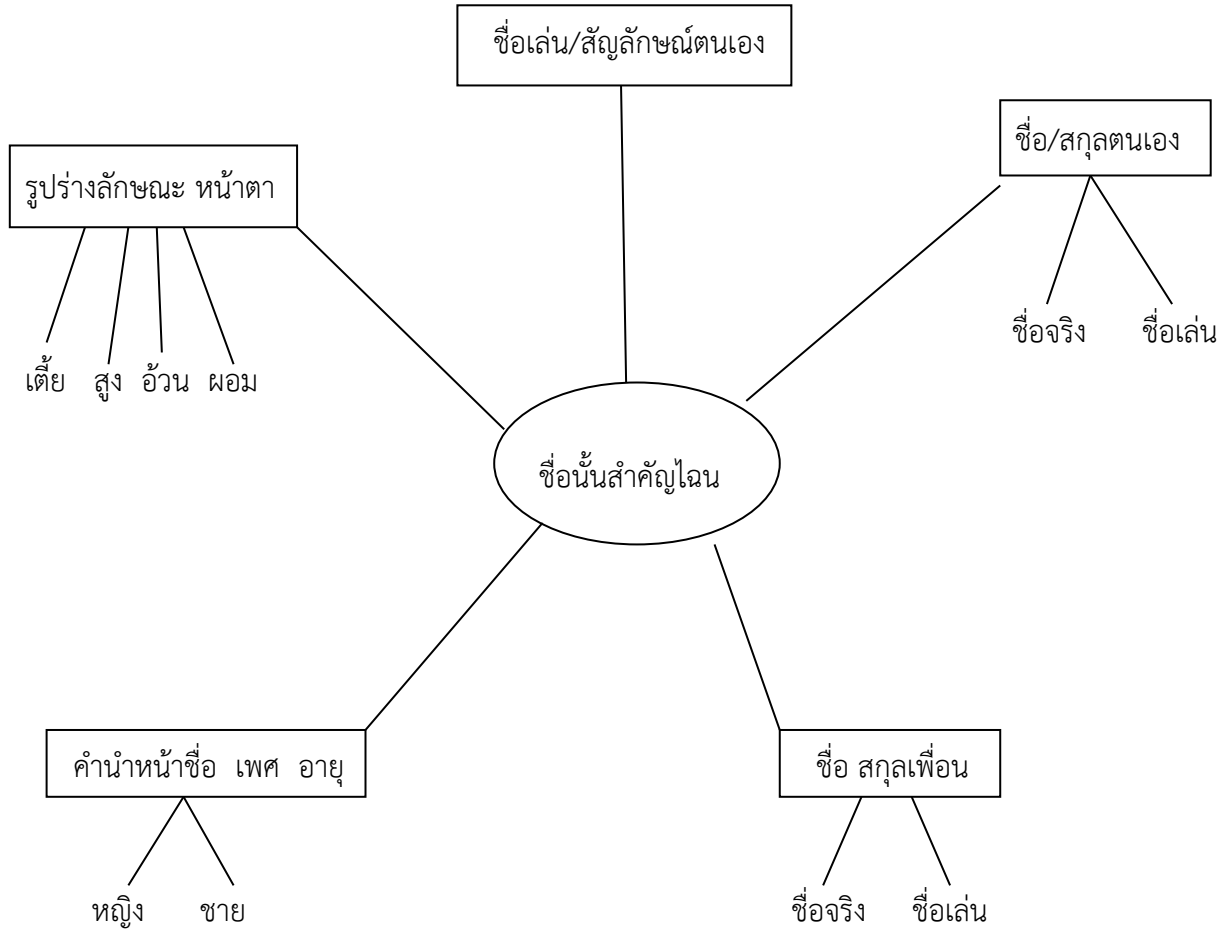 ชื่อเล่น/สัญลักษณ์ตนเอง
ชื่อ/สกุลตนเอง
รูปร่างลักษณะ หน้าตา
ชื่อจริง ชื่อเล่น
เตี้ย สูง อ้วน ผอม
ชื่อนั้นสำคัญไฉน
คำนำหน้าชื่อ เพศ อายุ
ชื่อ สกุลเพื่อน
หญิง ชาย
ชื่อจริง ชื่อเล่น